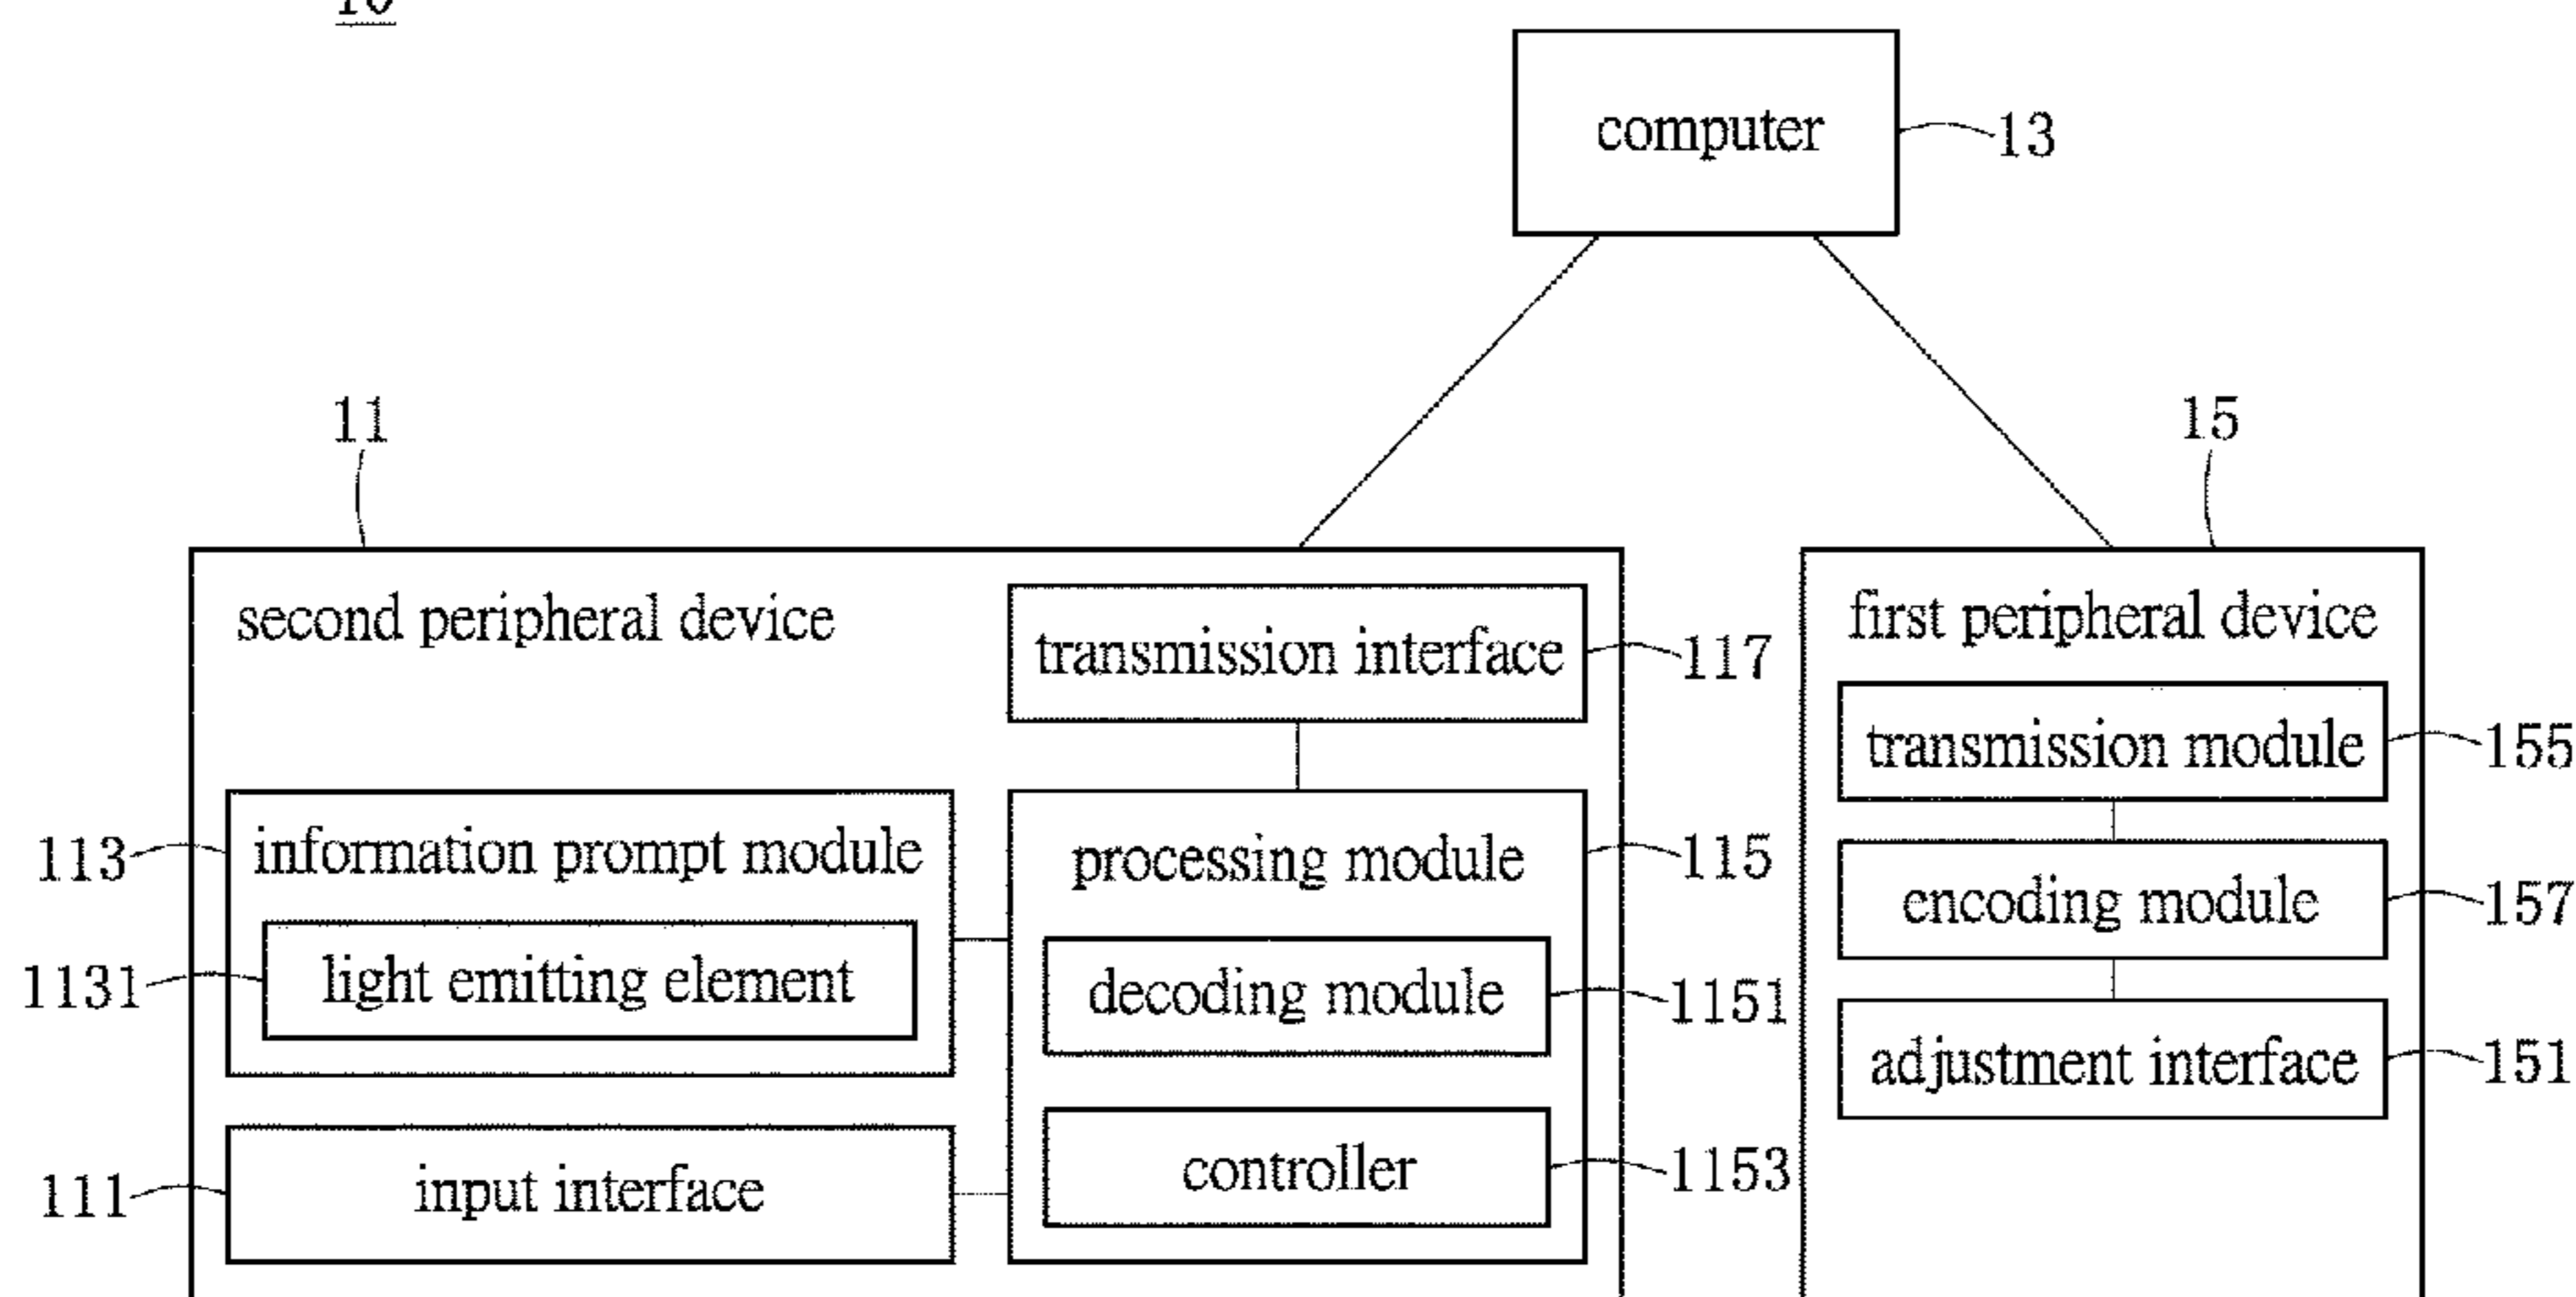 computer
13
11
15
second peripheral device
transmission interface
117
first peripheral device
transmission module
155
113
information prompt module
processing module
115
encoding module
157
1131
light emitting element
decoding module
1151
adjustment interface
151
111
input interface
controller
1153